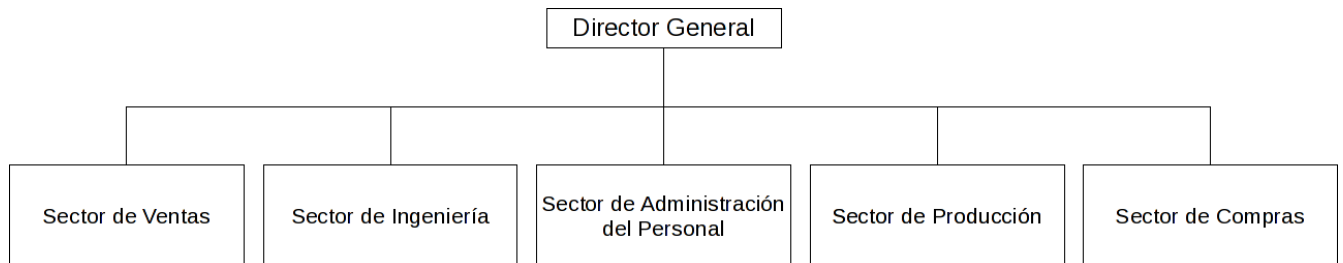 Director General
Sector de Ventas
Sector de Ingeniería
Sector de Administración
del Personal
Sector de Producción
Sector de Compras